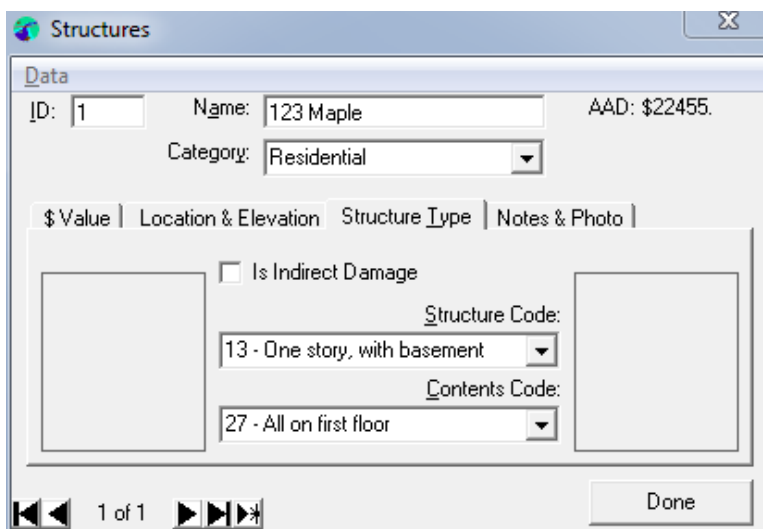 Structures
Data
ID: 1 Name: 123 Maple AAD: $22455.
Category: Residential
$ Value Location & Elevation Structure Type Notes & Photo
Is Indirect Damage
Structure Code:
13 - One story, with basement
Contents Code:
27 - All on first floor
1 of 1 Done